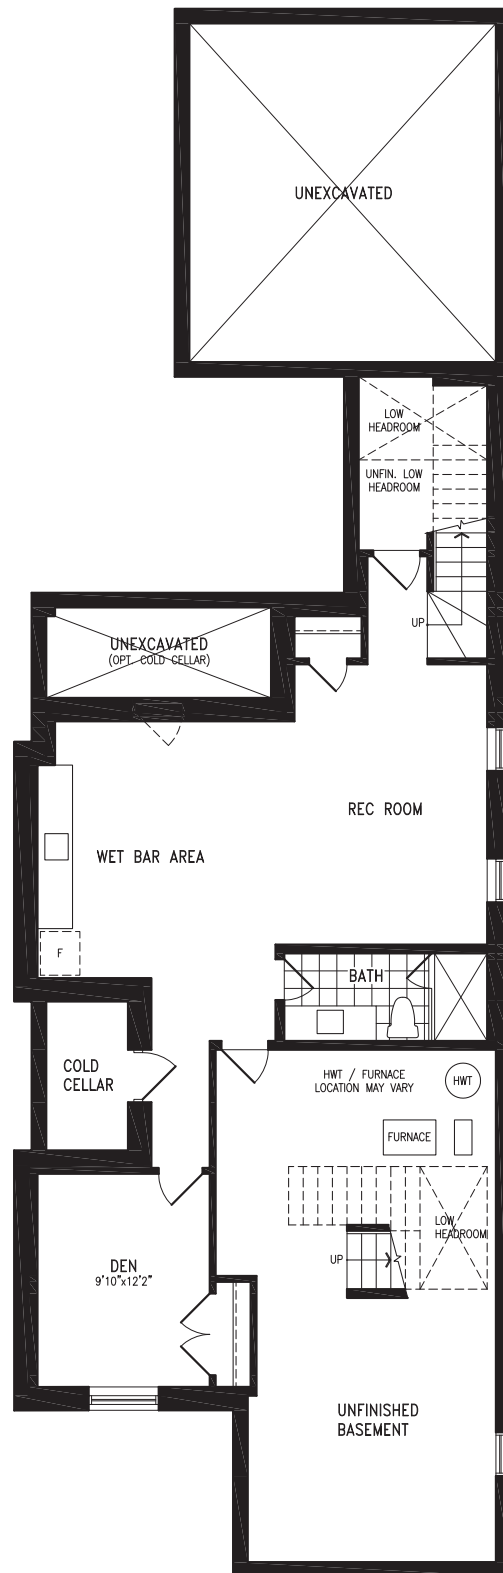 UNEXCAVATED
LOW
HEADROOM
UNFIN. LOW
HEADROOM
UP
UNEXCAVATED
(OPT. COLD CELLAR)
REC ROOM
WET BAR AREA
F
BATH
COLD
CELLAR
HWT / FURNACE
LOCATION MAY VARY
HWT
FURNACE
LOW
HEADROOM
UP
DEN
9'10"x12'2"
UNFINISHED
BASEMENT